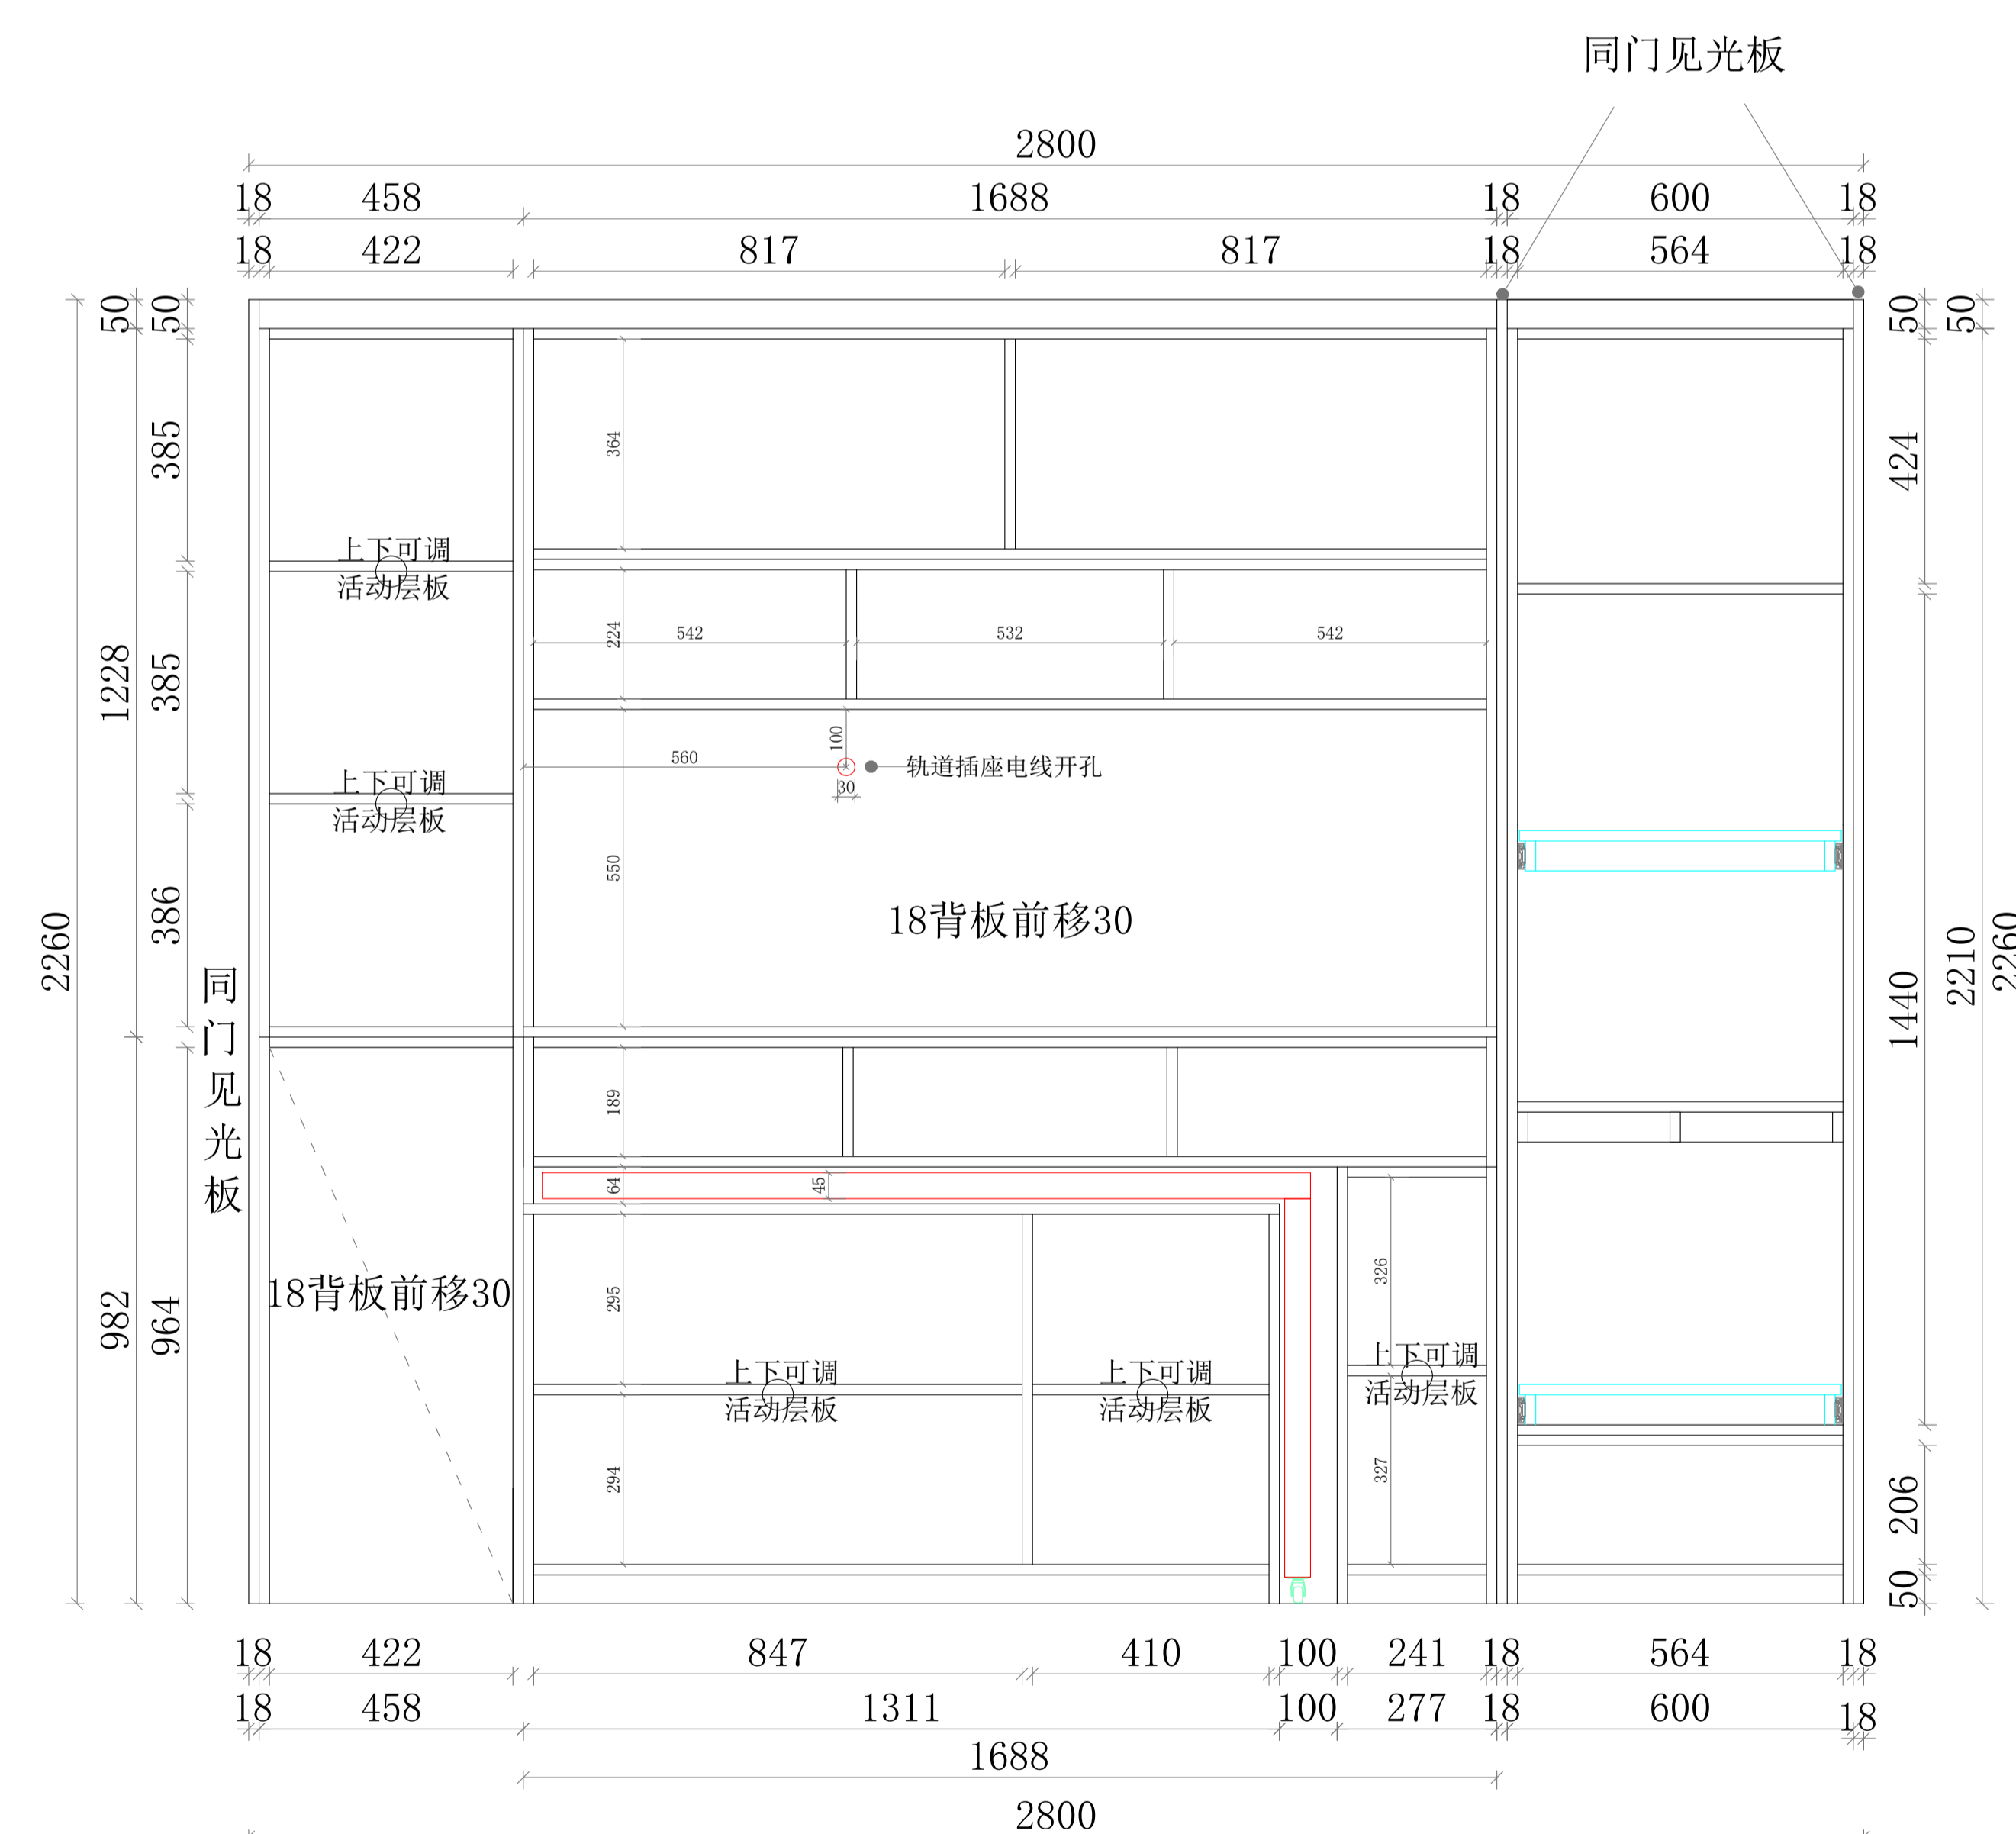 同门见光板
2800
18 458 1688 18 600 18
18 422 817 817 18 564 18
50 50 50 50
385 364 424
上下可调
活动层板
224 542 532 542
1228 385
100
560 轨道插座电线开孔
30
上下可调
活动层板
550
386
18背板前移30
2260 2210 2260
1440
同
门
见
光
板
189
64 45
982 964
18背板前移30
295 326
上下可调
活动层板
上下可调
活动层板
上下可调
活动层板
294 327 206
50
18 422 847 410 100 241 18 564 18
18 458 1311 100 277 18 600 18
1688
2800